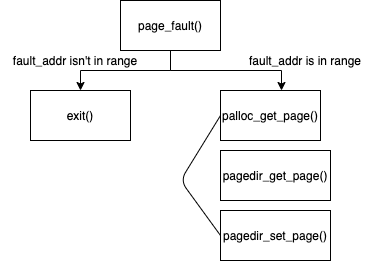 page_fault()
fault_addr isn't in range
fault_addr is in range
exit()
palloc_get_page()
pagedir_get_page()
pagedir_set_page()